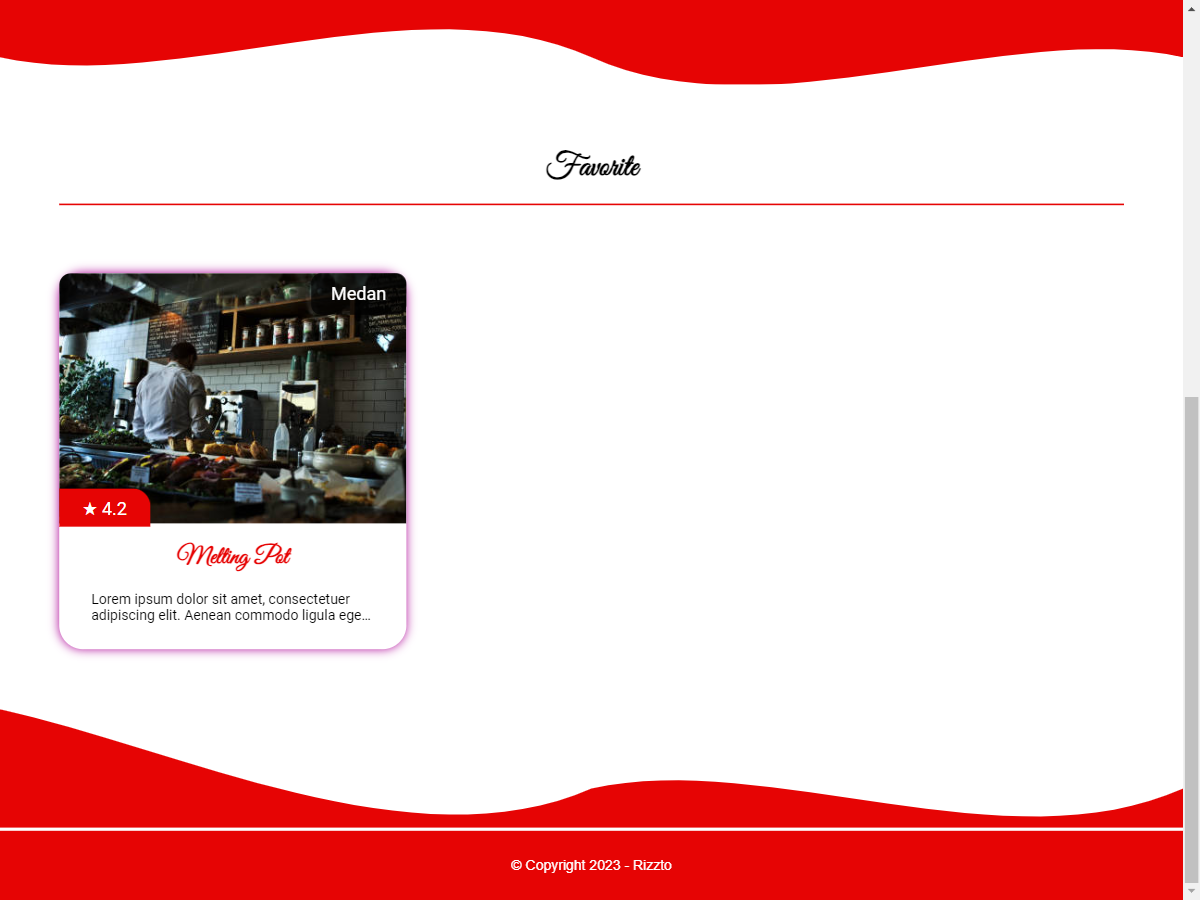 Favorite
Medan
★ 4.2
Melting Pot
Lorem ipsum dolor sit amet, consectetuer
adipiscing elit. Aenean commodo ligula ege...
© Copyright 2023 - Rizzto